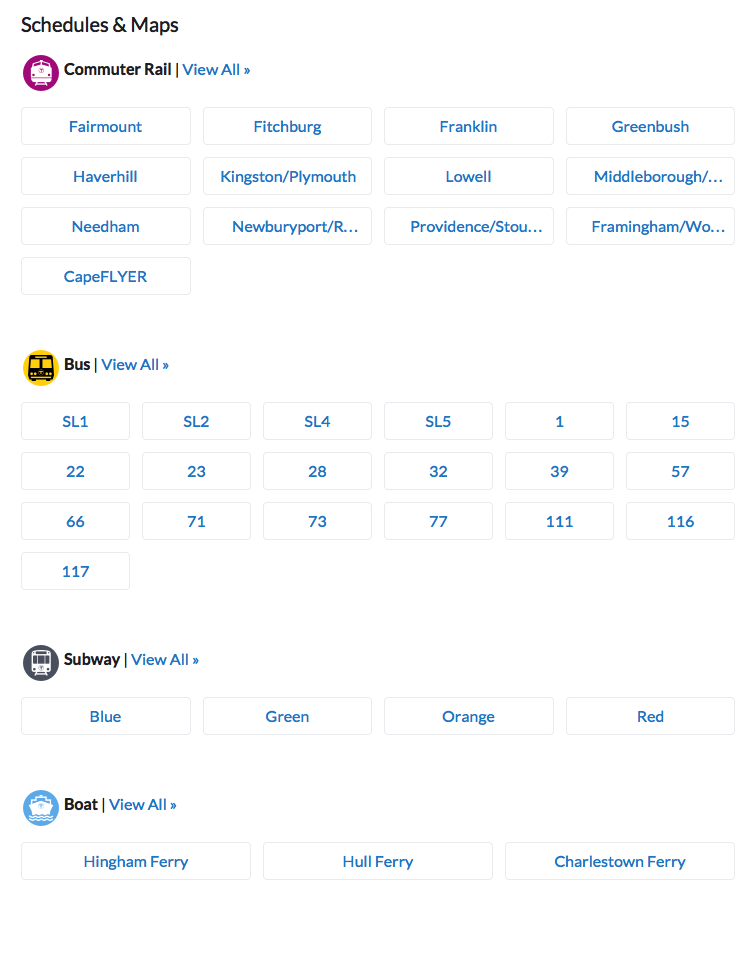 Schedules & Maps
Commuter Rail | View All »
Fairmount Fitchburg Franklin Greenbush
Haverhill Kingston/Plymouth Lowell Middleborough/...
Needham Newburyport/R... Providence/Stou... Framingham/Wo...
CapeFLYER
Bus | View All »
SL1 SL2 SL4 SL5 1 15
22 23 28 32 39 57
66 71 73 77 111 116
117
Subway | View All »
Blue Green Orange Red
Boat | View All »
Hingham Ferry Hull Ferry Charlestown Ferry